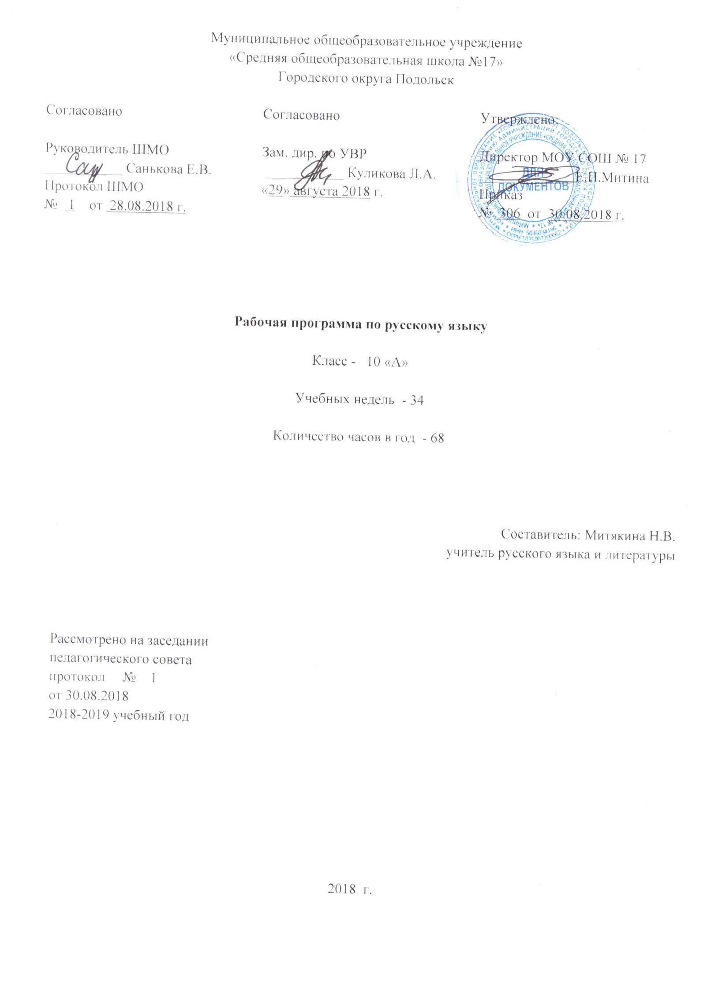 Муниципальное общеобразовательное учреждение
«Средняя общеобразовательная школа №17»
Городского округа Подольск
Согласовано
Руководитель ШМО
Санькова Е.В.
Протокол ШМО
№ 1 от 28.08.2018 г.
Согласовано
Зам. дир. по УВР
Куликова Л.А.
«29» августа 2018 г.
Утверждено:
Директор МОУ СОШ № 17
Митина
Приказ
№ 306 от 30.08.2018 г.
ДЛЯ
ДОКУМЕНТОВ
ИНН 5036034186
ОГРН 1035007200062
Рабочая программа по русскому языку
Класс - 10 «А»
Учебных недель - 34
Количество часов в год - 68
Составитель: Митякина Н.В.
учитель русского языка и литературы
Рассмотрено на заседании
педагогического совета
протокол № 1
от 30.08.2018
2018-2019 учебный год
2018 г.